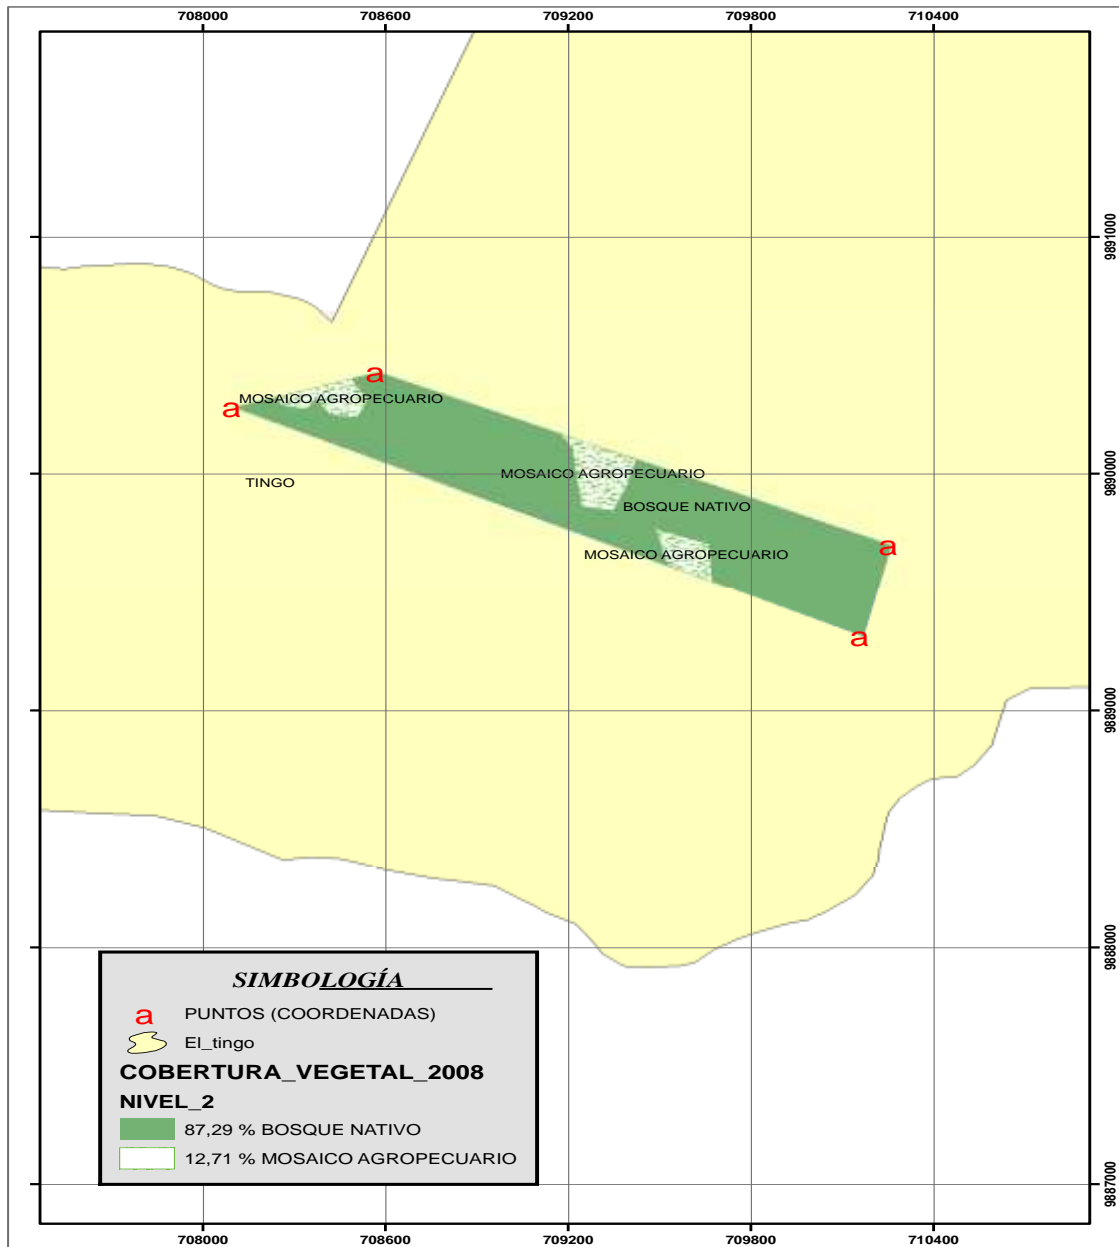 708000 708600 709200 709800 710400
9891000
a
a
MOSAICO AGROPECUARIO
MOSAICO AGROPECUARIO
9890000
TINGO
BOSQUE NATIVO
a
MOSAICO AGROPECUARIO
a
9889000
9888000
SIMBOLOGÍA
a PUNTOS (COORDENADAS)
El_tingo
COBERTURA_VEGETAL_2008
NIVEL_2
87,29 % BOSQUE NATIVO
12,71 % MOSAICO AGROPECUARIO
9887000
708000 708600 709200 709800 710400